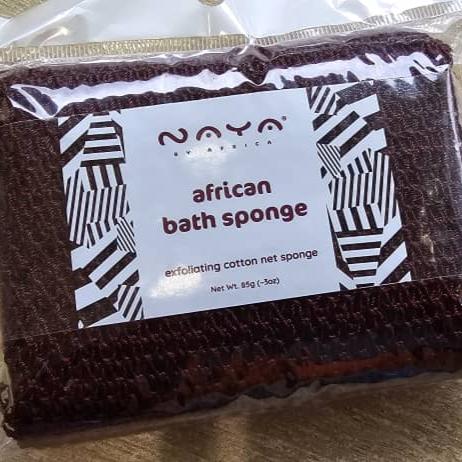 NAYA®
BY AFRICA
african
bath sponge
exfoliating cotton net sponge
Net Wt. 85g (~3oz)